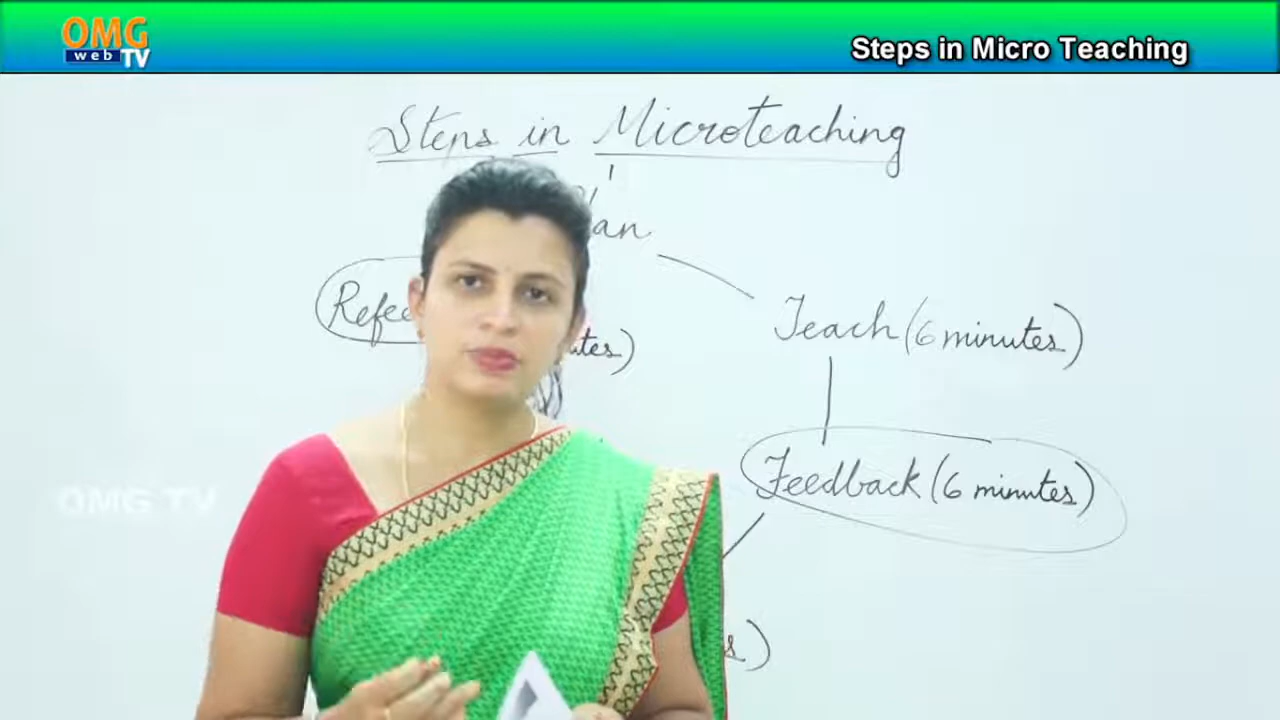 OMG
web TV
Steps in Micro Teaching
Steps in Microteaching
Teach (6 minutes)
Feedback (6 minutes)
OMG TV